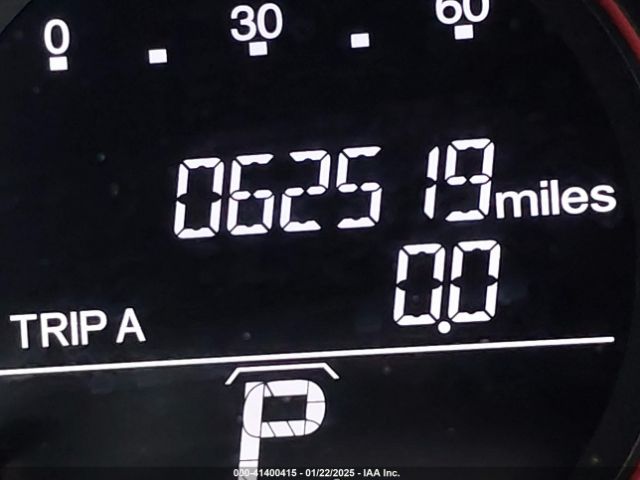 0 30 60
062519 miles
0.0
TRIP A
P
000-41400415 - 01/22/2025 - IAA Inc.